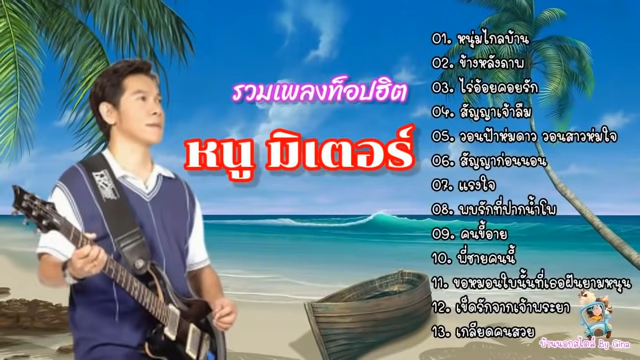 รวมเพลงท็อปฮิต
หนู มิเตอร์
01. หนุ่มไกลบ้าน
02. ข้างหลังภาพ
03. ไร่อ้อยคอยรัก
04. สัญญาเจ้าลืม
05. วอนฟ้าห่มดาว วอนสาวห่มใจ
06. สัญญาก่อนนอน
07. แรงใจ
08. พบรักที่ปากน้ำโพ
09. คนขี้อาย
10. พี่ชายคนนี้
11. ขอหมอนใบนั้นที่เธอฝันยามหนุน
12. เข็ดรักจากเจ้าพระยา
13. เกลียดคนสวย
By Gina